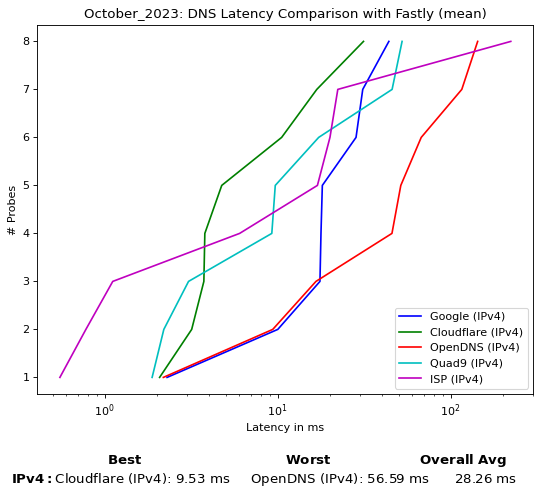 October_2023: DNS Latency Comparison with Fastly (mean)
# Probes
8
7
6
5
4
3
2
1
Google (IPv4)
Cloudflare (IPv4)
OpenDNS (IPv4)
Quad9 (IPv4)
ISP (IPv4)
10⁰ 10¹ 10²
Latency in ms
Best Worst Overall Avg
IPv4: Cloudflare (IPv4): 9.53 ms OpenDNS (IPv4): 56.59 ms 28.26 ms